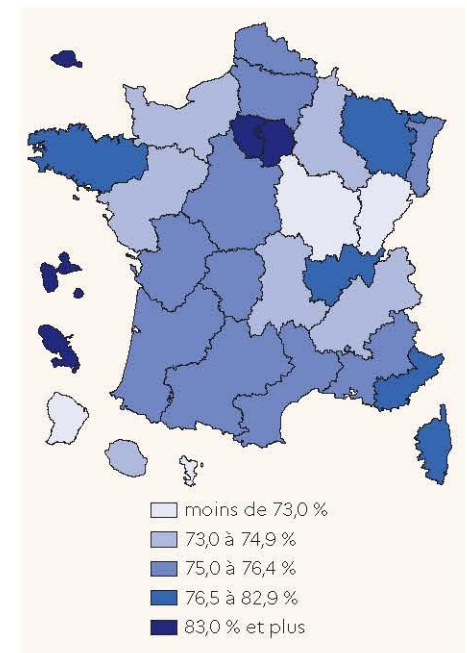 moins de 73,0 %
73,0 à 74,9 %
75,0 à 76,4 %
76,5 à 82,9 %
83,0 % et plus